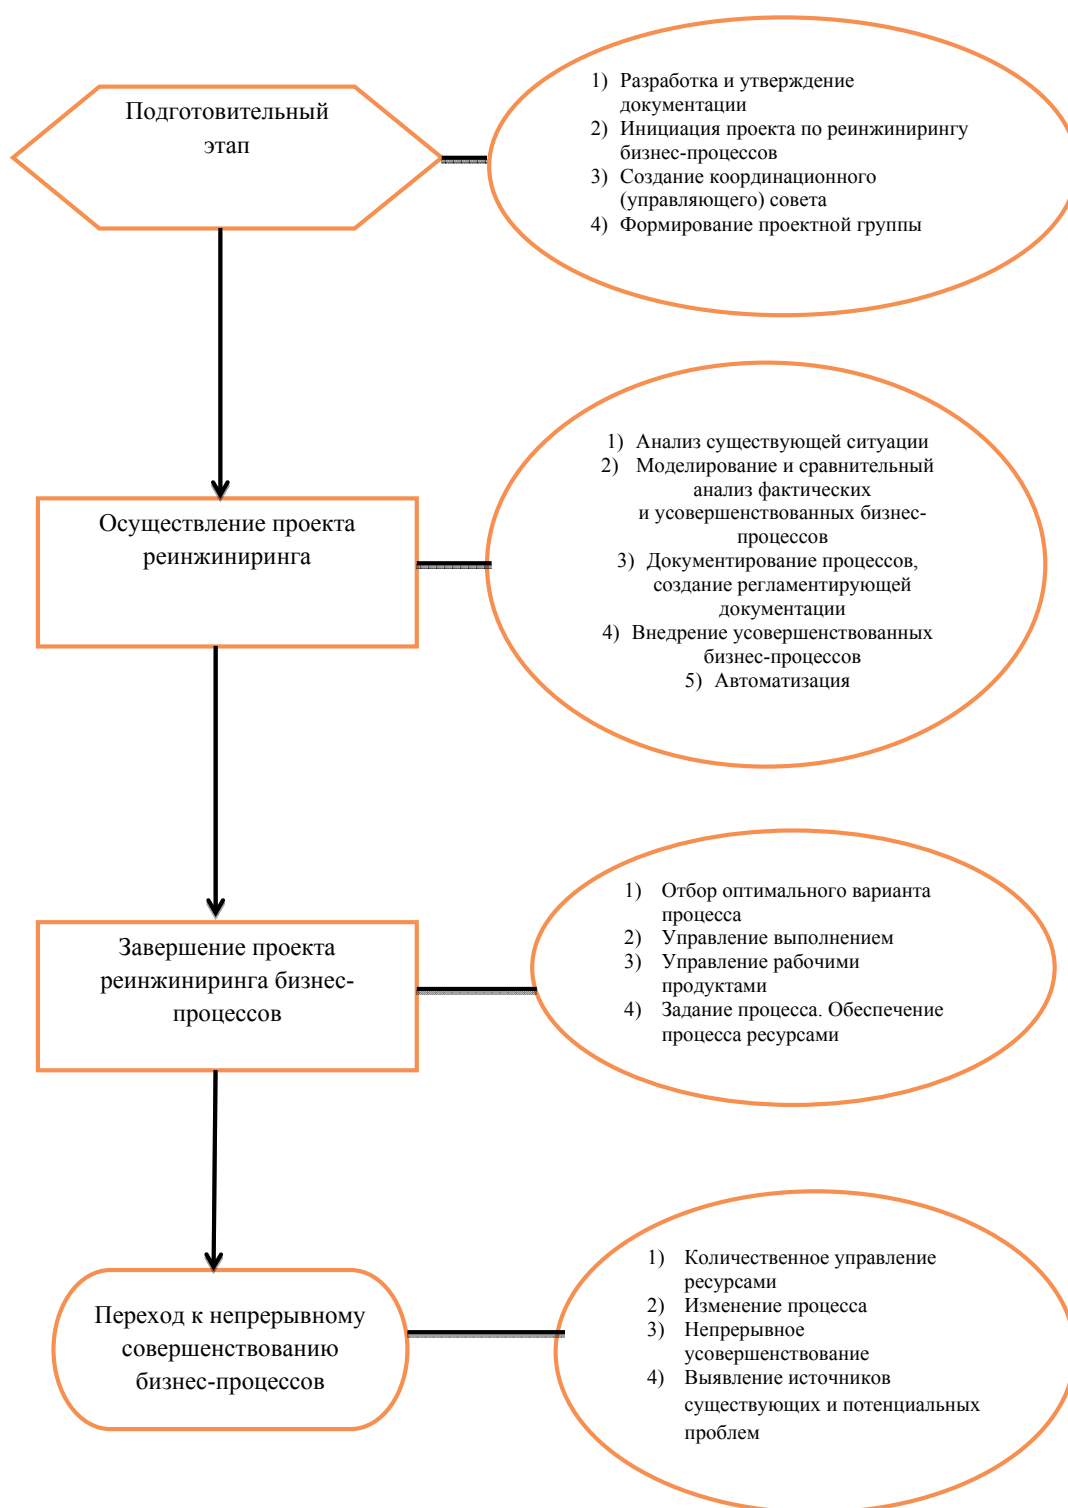 Подготовительный
этап
1) Разработка и утверждение
документации
2) Инициация проекта по реинжинирингу
бизнес-процессов
3) Создание координационного
(управляющего) совета
4) Формирование проектной группы
Осуществление проекта
реинжиниринга
1) Анализ существующей ситуации
2) Моделирование и сравнительный
анализ фактических
и усовершенствованных бизнес-
процессов
3) Документирование процессов,
создание регламентирующей
документации
4) Внедрение усовершенствованных
бизнес-процессов
5) Автоматизация
Завершение проекта
реинжиниринга бизнес-
процессов
1) Отбор оптимального варианта
процесса
2) Управление выполнением
3) Управление рабочими
продуктами
4) Задание процесса. Обеспечение
процесса ресурсами
Переход к непрерывному
совершенствованию
бизнес-процессов
1) Количественное управление
ресурсами
2) Изменение процесса
3) Непрерывное
усовершенствование
4) Выявление источников
существующих и потенциальных
проблем